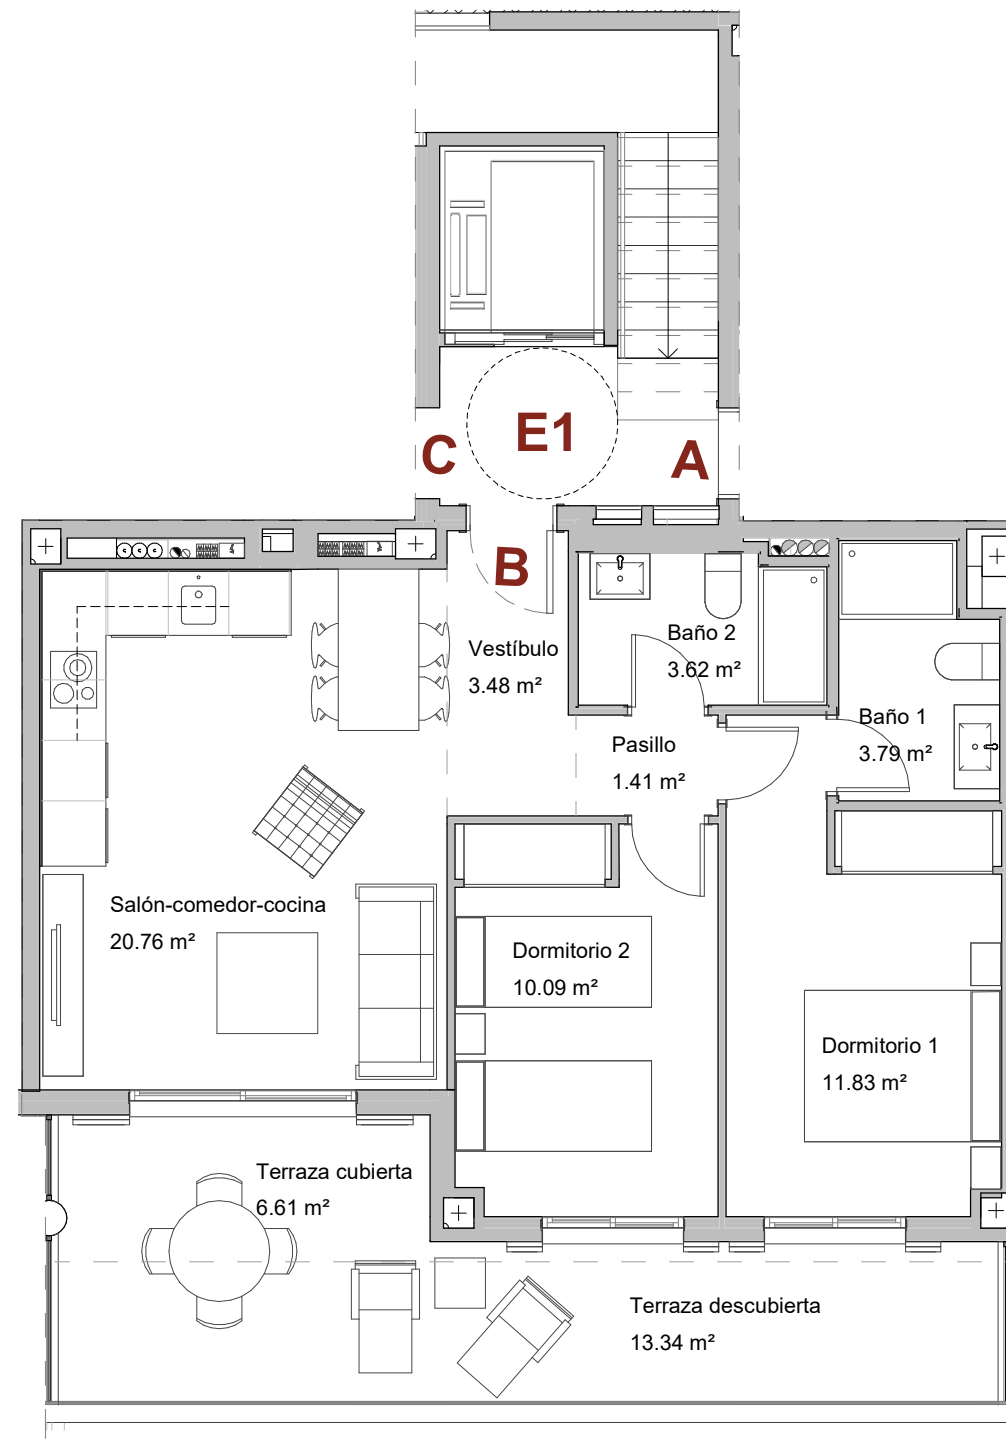 E1
C
A
B
Vestíbulo
3.48 m²
Baño 2
3.62 m²
Baño 1
3.79 m²
Pasillo
1.41 m²
Salón-comedor-cocina
20.76 m²
Dormitorio 2
10.09 m²
Dormitorio 1
11.83 m²
Terraza cubierta
6.61 m²
Terraza descubierta
13.34 m²